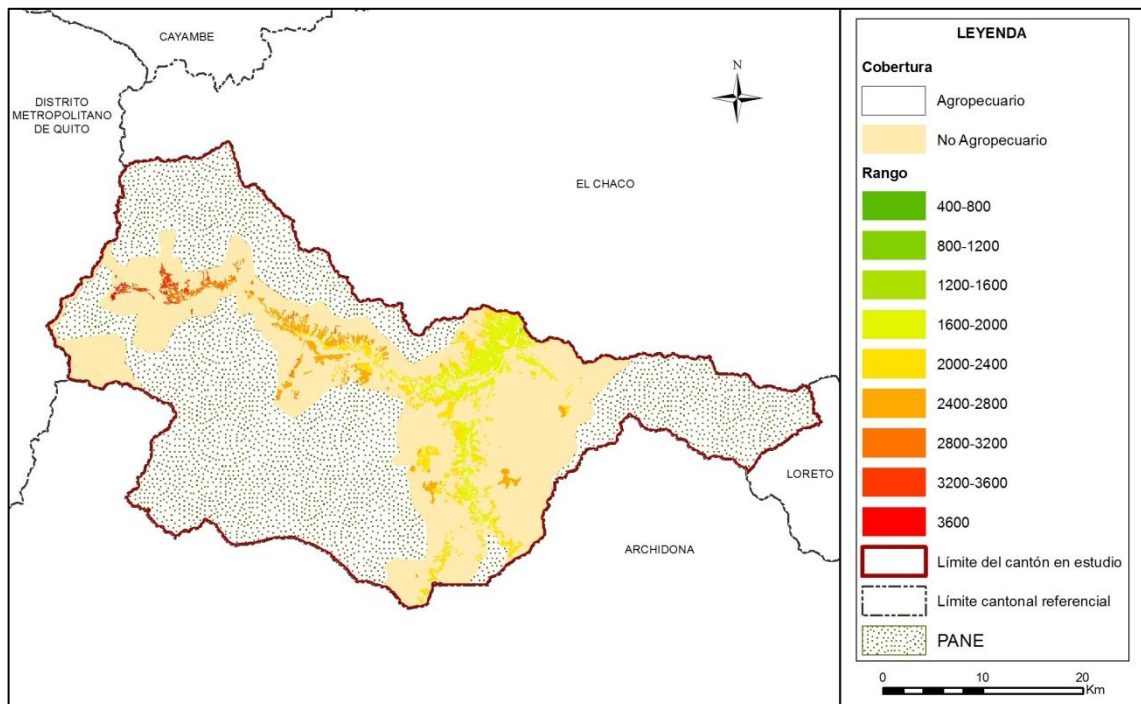 CAYAMBE
DISTRITO
METROPOLITANO
DE QUITO
N
EL CHACO
LORETO
ARCHIDONA
LEYENDA
Cobertura
Agropecuario
No Agropecuario
Rango
400-800
800-1200
1200-1600
1600-2000
2000-2400
2400-2800
2800-3200
3200-3600
3600
Límite del cantón en estudio
Límite cantonal referencial
PANE
0 10 20
Km